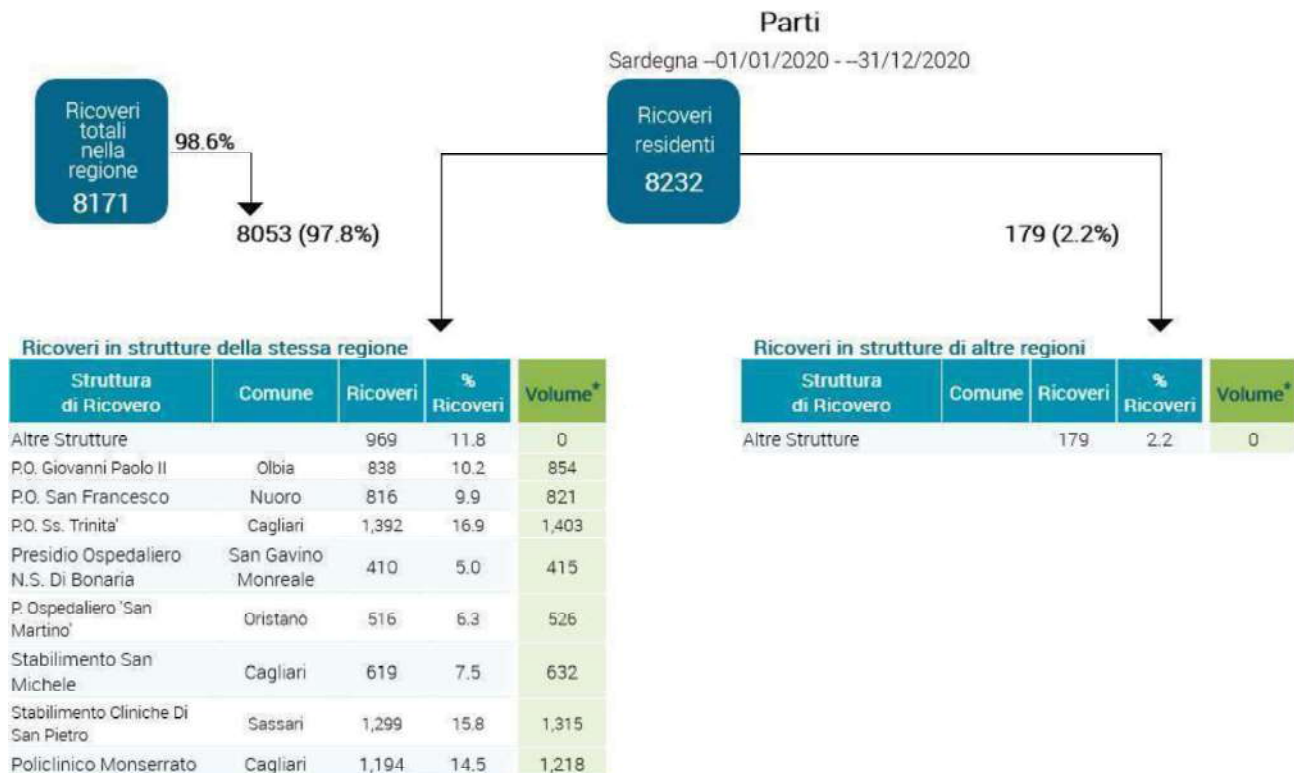 Parti
Sardegna --01/01/2020 - --31/12/2020
Ricoveri
totali
nella
regione
8171
98.6%
8053 (97.8%)
Ricoveri
residenti
8232
179 (2.2%)
Ricoveri in strutture della stessa regione
Struttura di Ricovero Comune Ricoveri % Ricoveri Volume*
Altre Strutture 969 11.8 0
P.O. Giovanni Paolo II Olbia 838 10.2 854
P.O. San Francesco Nuoro 816 9.9 821
P.O. Ss. Trinita' Cagliari 1,392 16.9 1,403
Presidio Ospedaliero N.S. Di Bonaria San Gavino Monreale 410 5.0 415
P. Ospedaliero 'San Martino' Oristano 516 6.3 526
Stabilimento San Michele Cagliari 619 7.5 632
Stabilimento Cliniche Di San Pietro Sassari 1,299 15.8 1,315
Policlinico Monserrato Cagliari 1,194 14.5 1,218
Ricoveri in strutture di altre regioni
Struttura di Ricovero Comune Ricoveri % Ricoveri Volume*
Altre Strutture 179 2.2 0